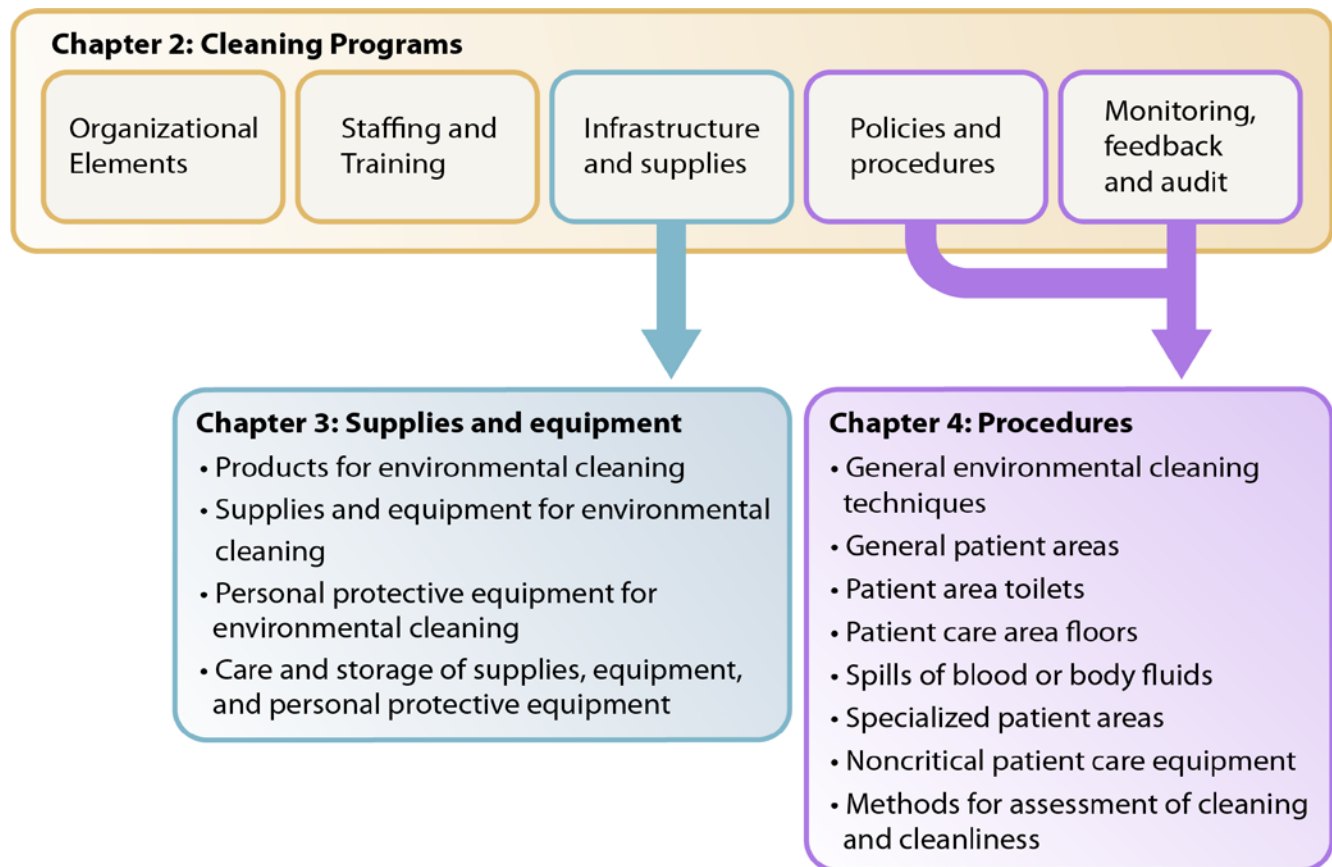 Chapter 2: Cleaning Programs
Organizational
Elements
Staffing and
Training
Infrastructure
and supplies
Policies and
procedures
Monitoring,
feedback
and audit
Chapter 3: Supplies and equipment
• Products for environmental cleaning
• Supplies and equipment for environmental
cleaning
• Personal protective equipment for
environmental cleaning
• Care and storage of supplies, equipment,
and personal protective equipment
Chapter 4: Procedures
• General environmental cleaning
techniques
• General patient areas
• Patient area toilets
• Patient care area floors
• Spills of blood or body fluids
• Specialized patient areas
• Noncritical patient care equipment
• Methods for assessment of cleaning
and cleanliness